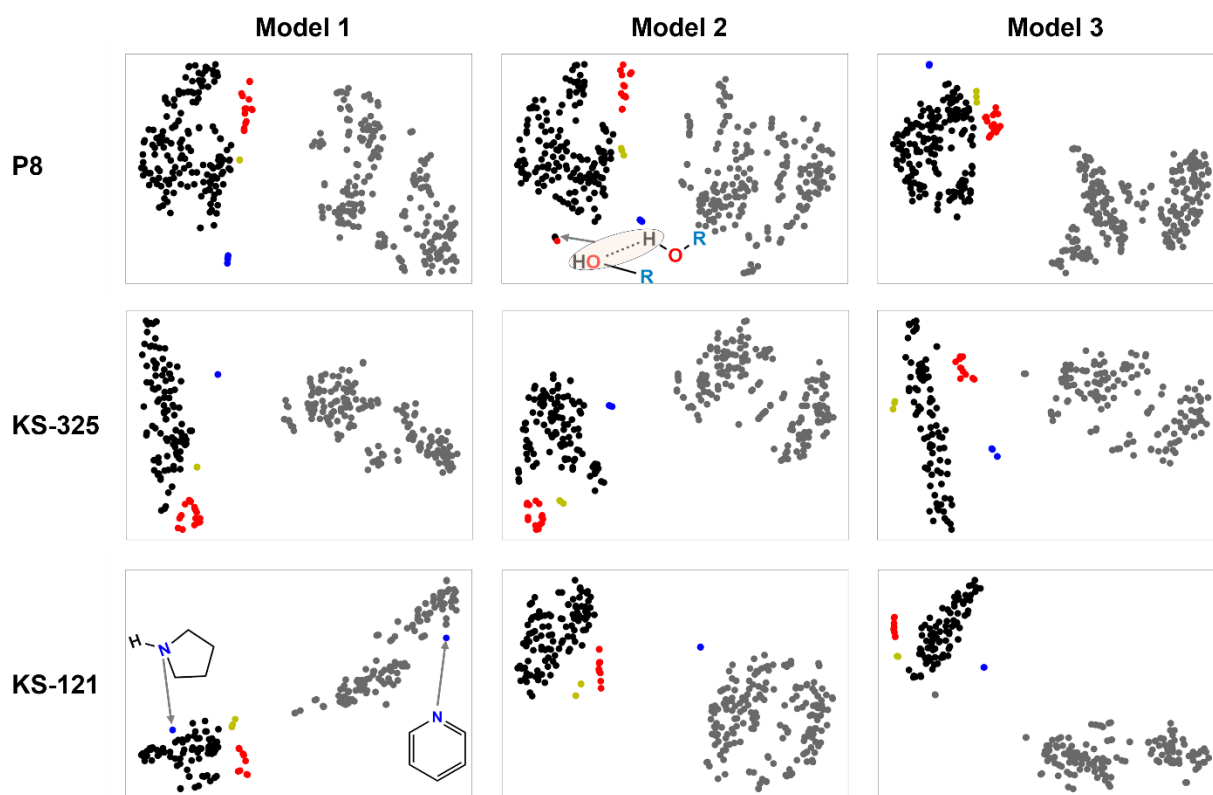 Model 1 Model 2 Model 3
P8
H R
HO O
R
KS-325
KS-121
H N
N